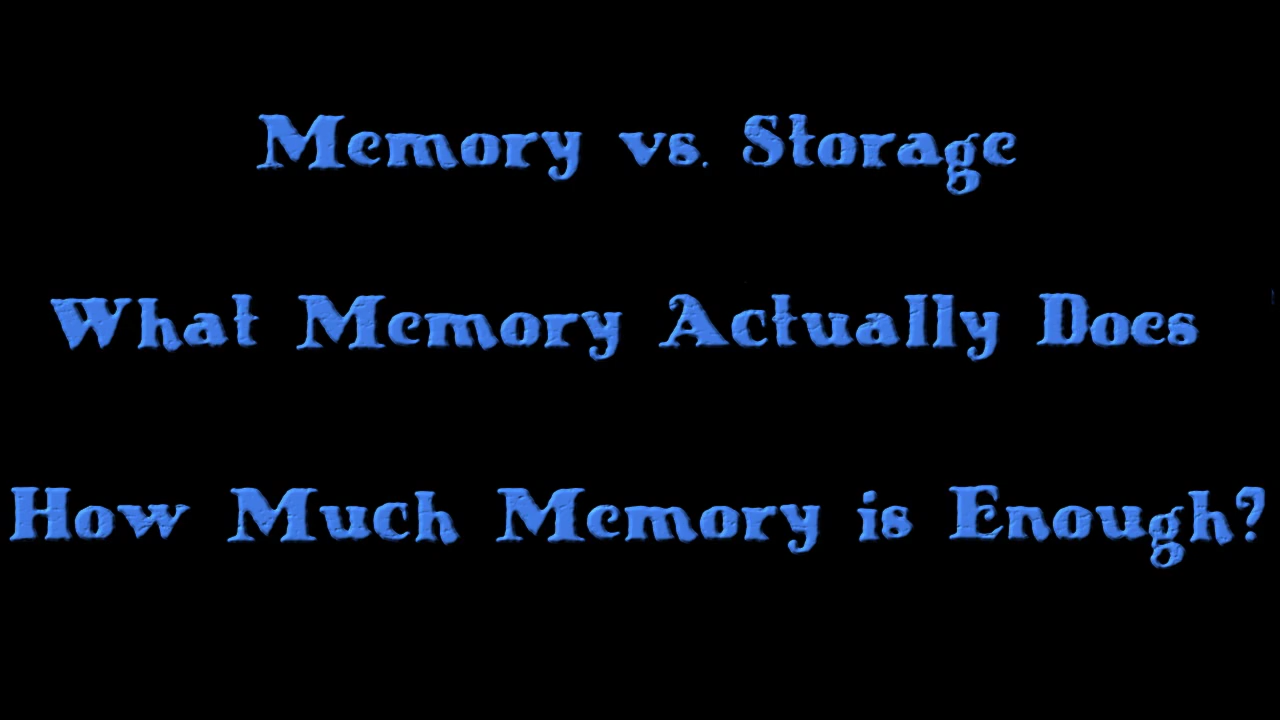 Memory vs. Storage
What Memory Actually Does
How Much Memory is Enough?